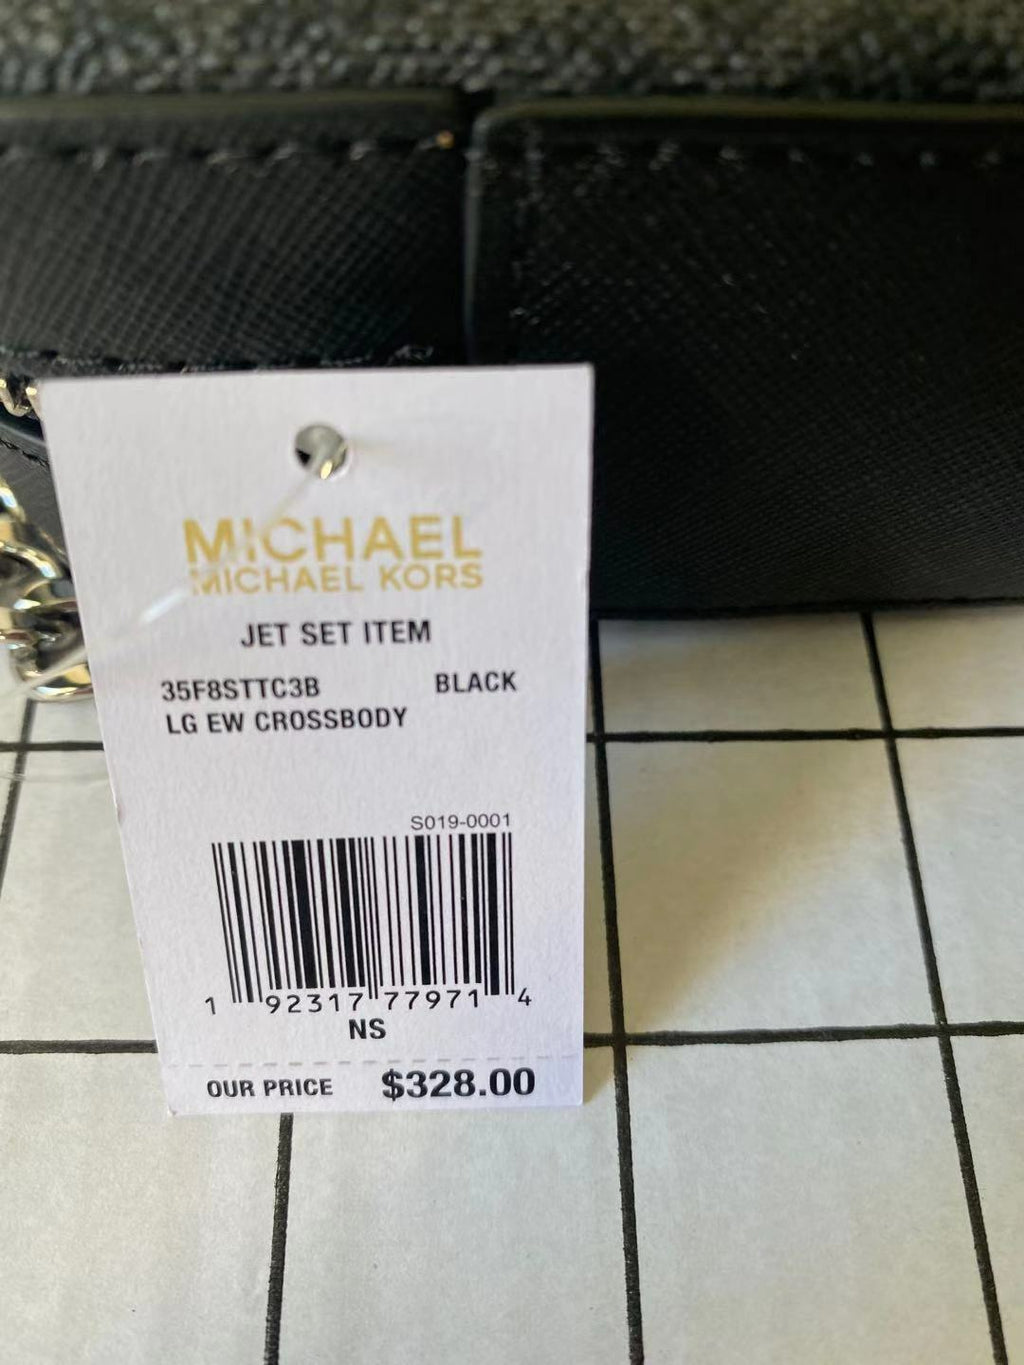 MICHAEL
MICHAEL KORS
JET SET ITEM
35F8STTC3B BLACK
LG EW CROSSBODY
S019-0001
1 92317 77971 4
NS
OUR PRICE $328.00